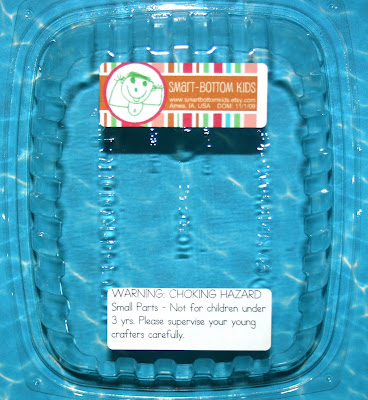 SMART-BOTTOM KIDS
www.smartbottomkids.etsy.com
Ames, IA, USA DOM: 11/1/09
WARNING: CHOKING HAZARD
Small Parts - Not for children under
3 yrs. Please supervise your young
crafters carefully.